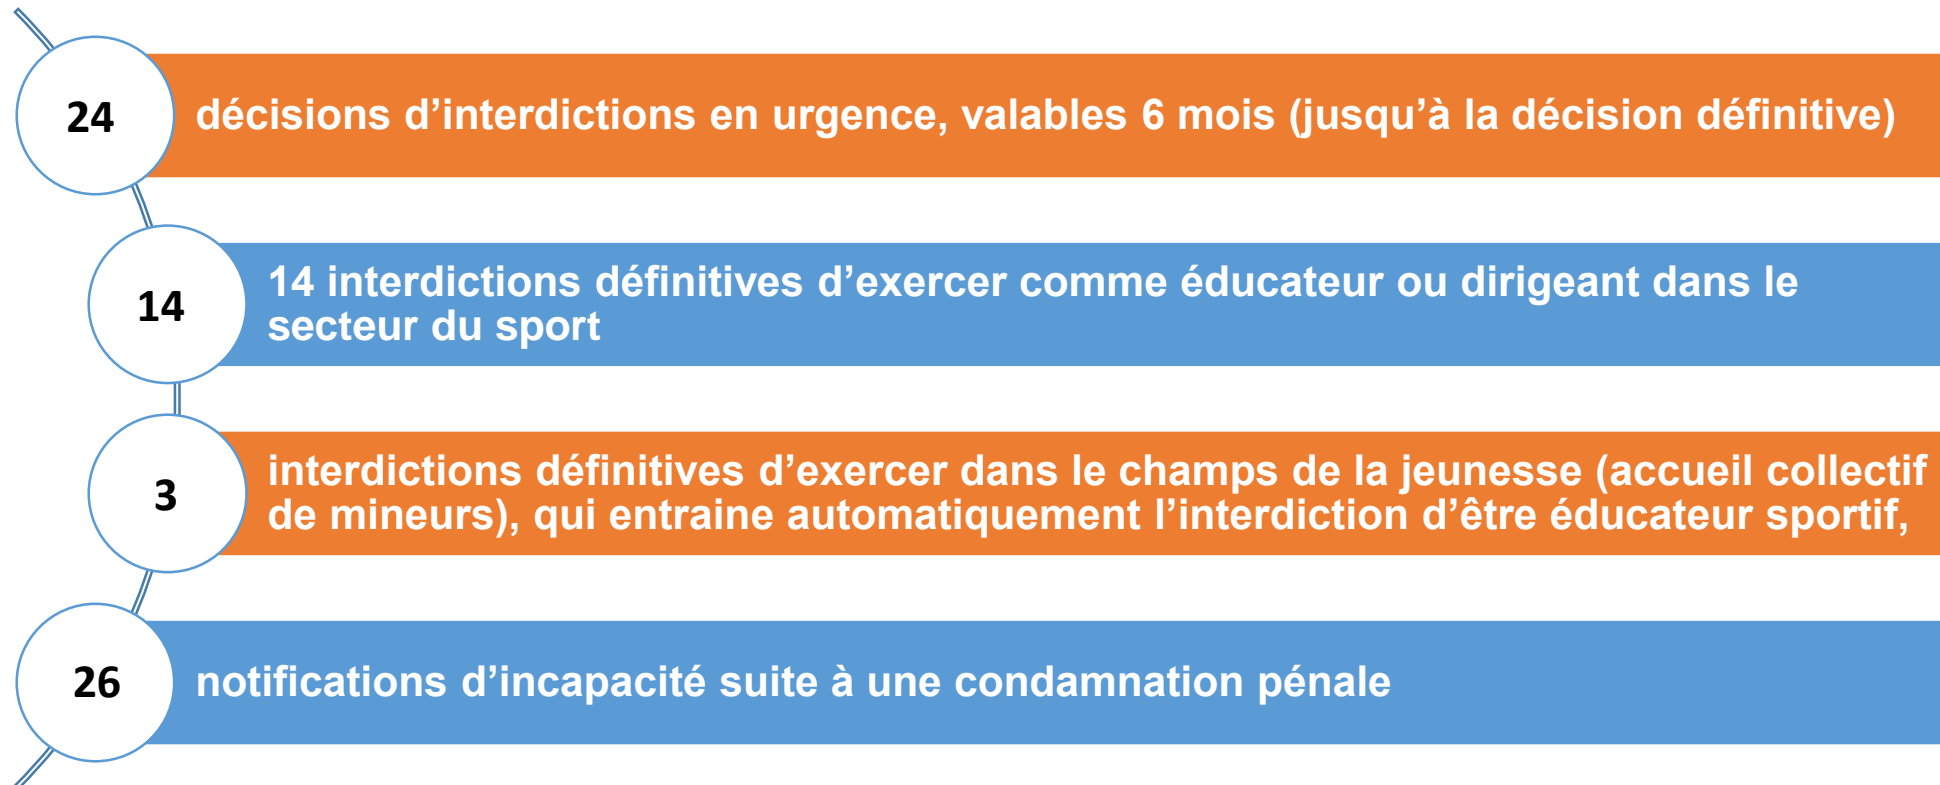 24
décisions d’interdictions en urgence, valables 6 mois (jusqu’à la décision définitive)
14
14 interdictions définitives d’exercer comme éducateur ou dirigeant dans le
secteur du sport
3
interdictions définitives d’exercer dans le champs de la jeunesse (accueil collectif
de mineurs), qui entraine automatiquement l’interdiction d’être éducateur sportif,
26
notifications d’incapacité suite à une condamnation pénale